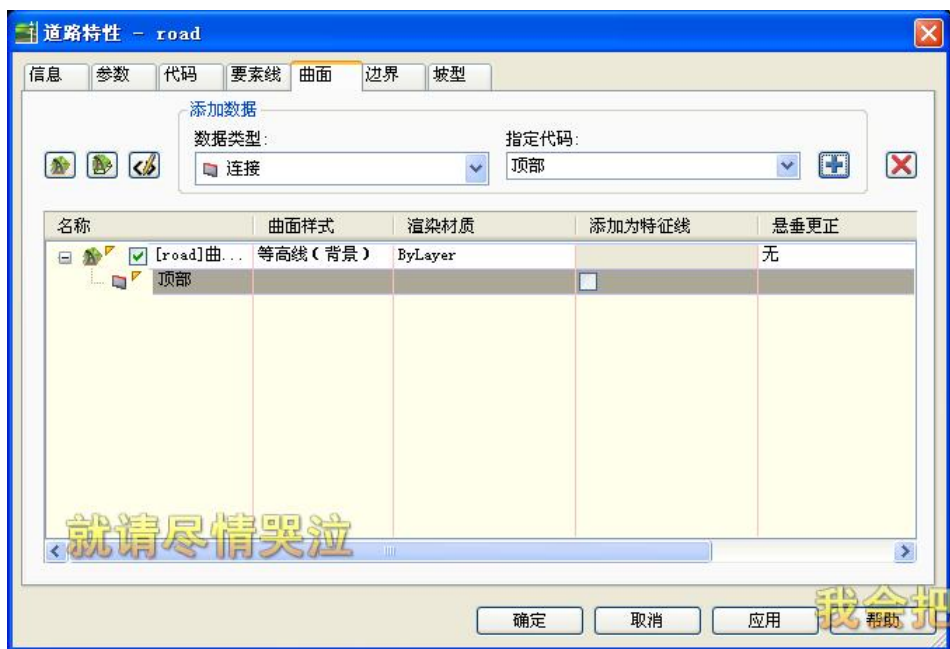 道路特性 - road
信息 参数 代码 要素线 曲面 边界 坡型
添加数据
数据类型: 指定代码:
连接 顶部
名称 曲面样式 渲染材质 添加为特征线 悬垂更正
[road]曲... 等高线(背景) ByLayer 无
顶部
就请尽情哭泣
确定 取消 应用 帮助
我会把